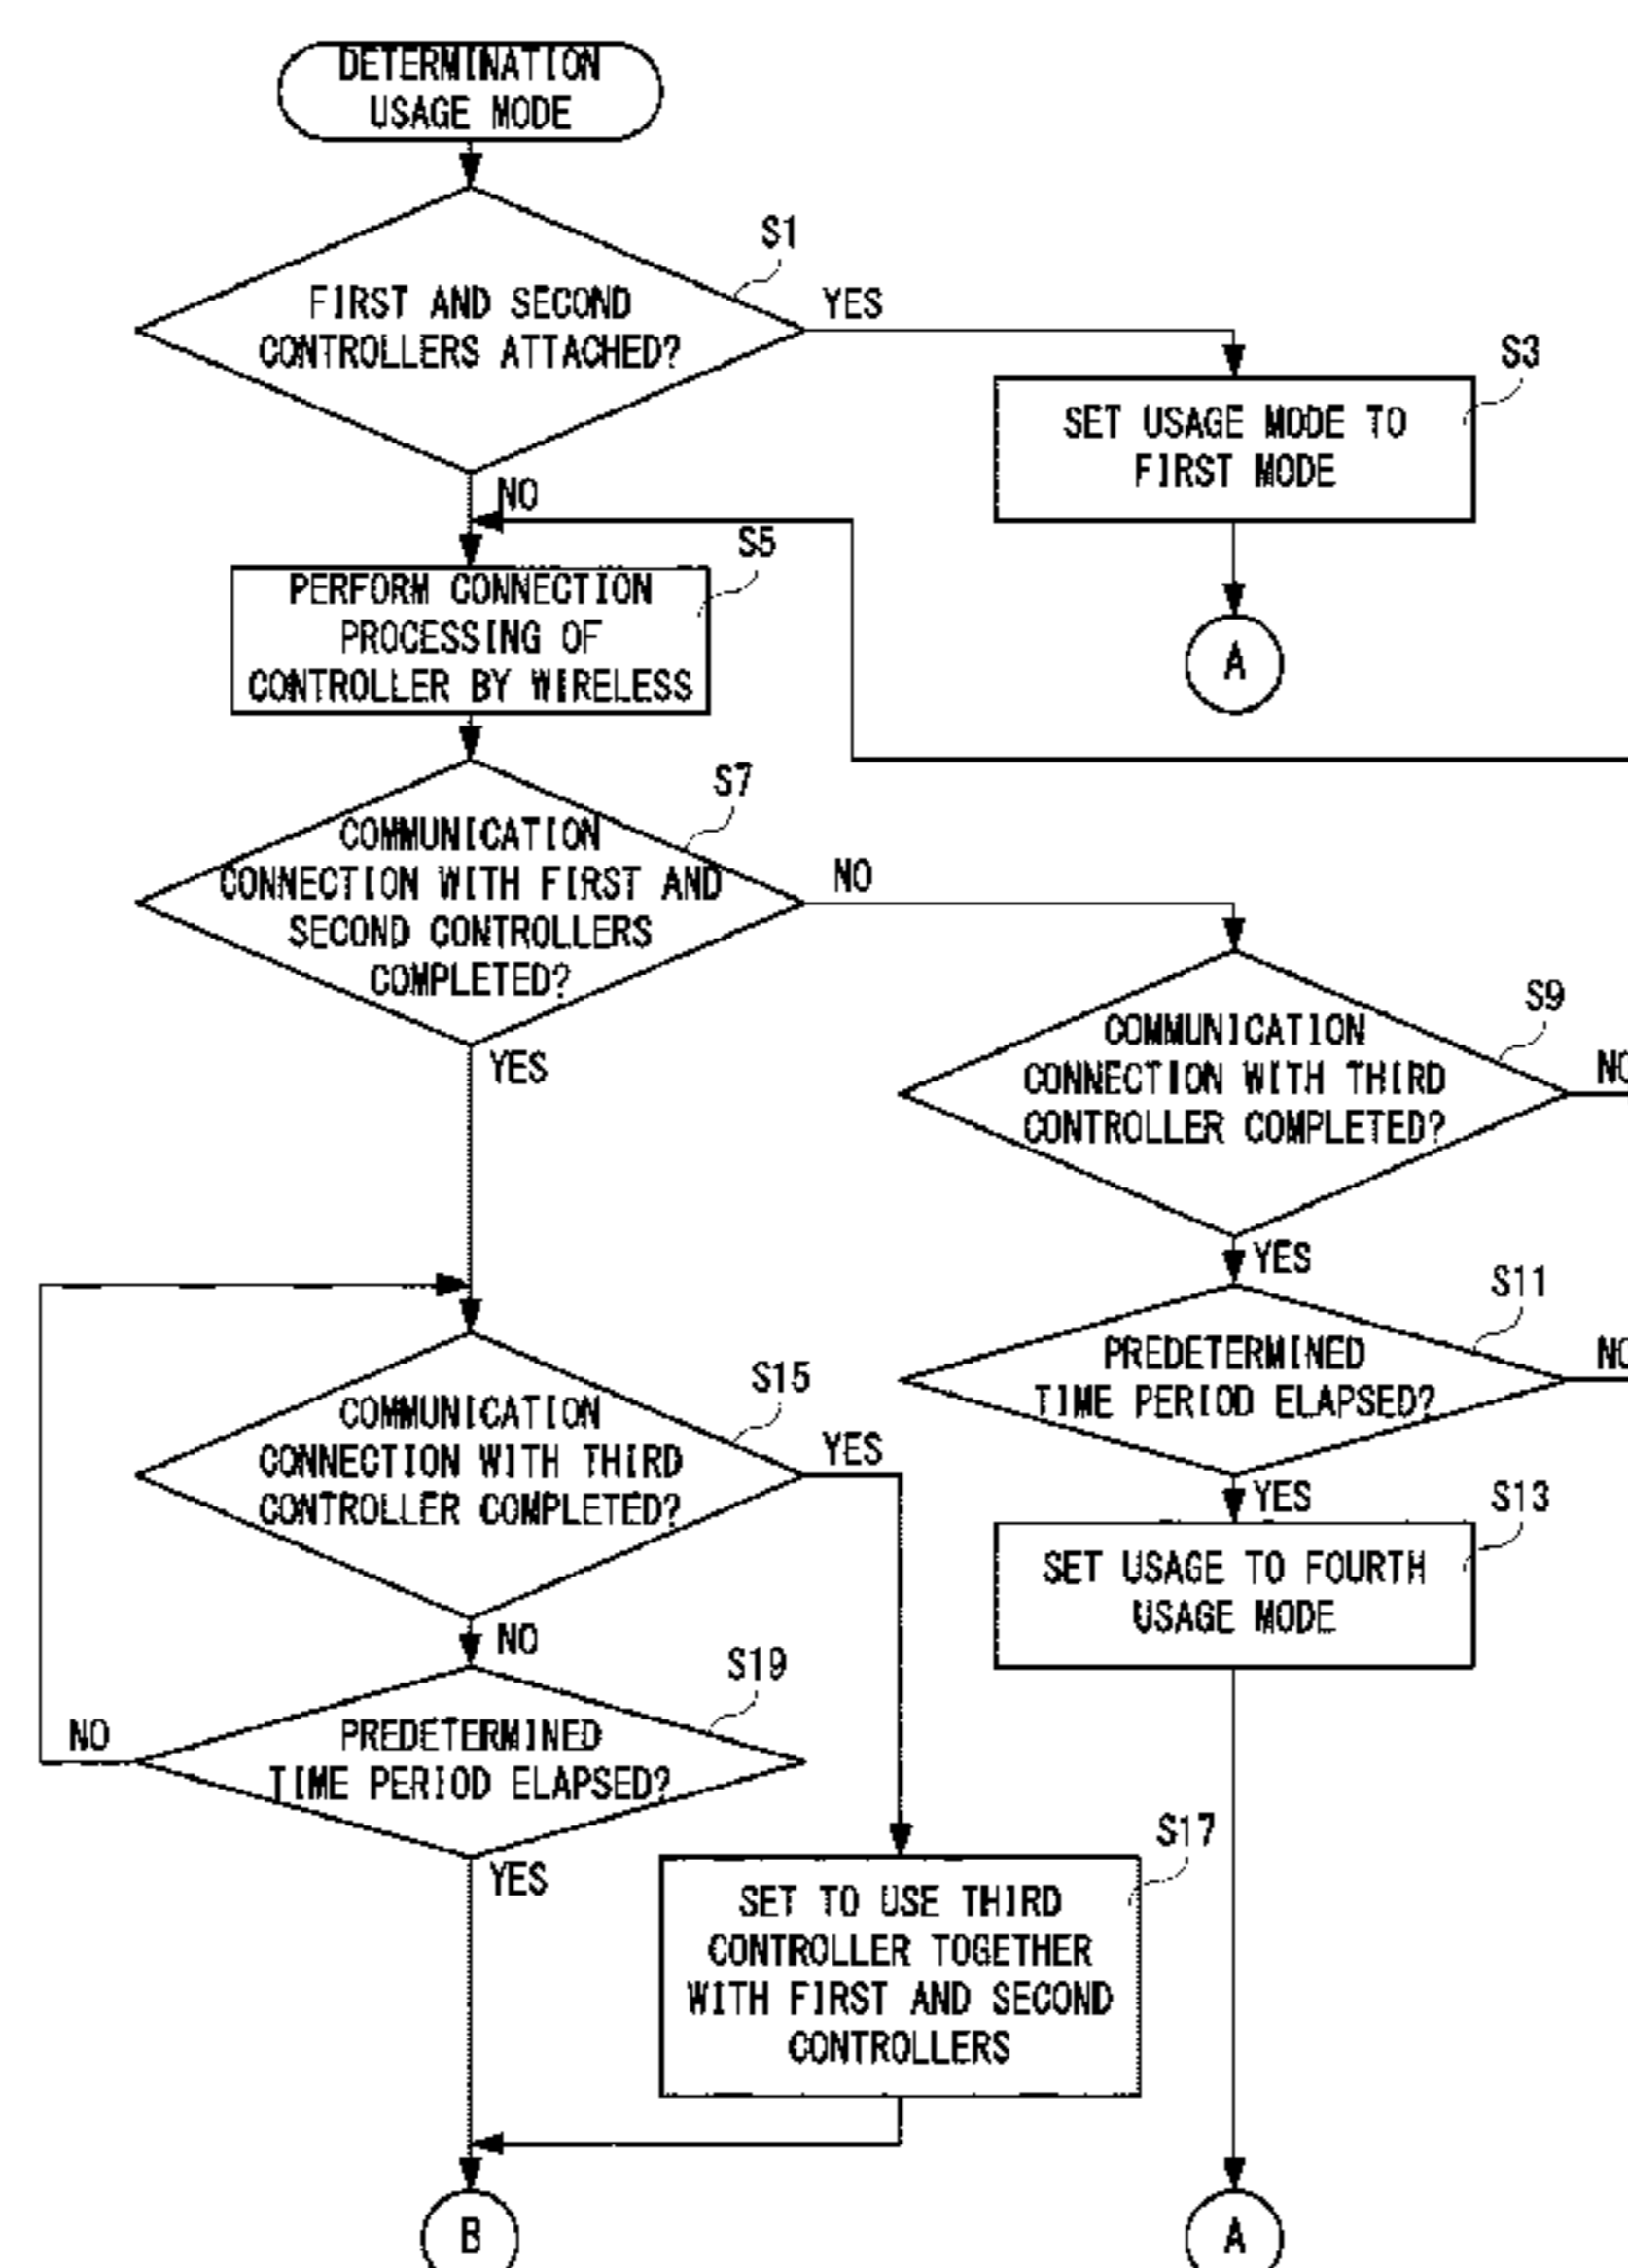 DETERMINATION
USAGE MODE
S1
FIRST AND SECOND
CONTROLLERS ATTACHED?
YES
S3
SET USAGE MODE TO
FIRST MODE
NO
S5
PERFORM CONNECTION
PROCESSING OF
CONTROLLER BY WIRELESS
A
S7
COMMUNICATION
CONNECTION WITH FIRST AND
SECOND CONTROLLERS
COMPLETED?
NO
YES
S9
COMMUNICATION
CONNECTION WITH THIRD
CONTROLLER COMPLETED?
NO
YES
S11
PREDETERMINED
TIME PERIOD ELAPSED?
NO
YES
S13
SET USAGE TO FOURTH
USAGE MODE
S15
COMMUNICATION
CONNECTION WITH THIRD
CONTROLLER COMPLETED?
YES
NO
S19
PREDETERMINED
TIME PERIOD ELAPSED?
NO
YES
S17
SET TO USE THIRD
CONTROLLER TOGETHER
WITH FIRST AND SECOND
CONTROLLERS
B
A